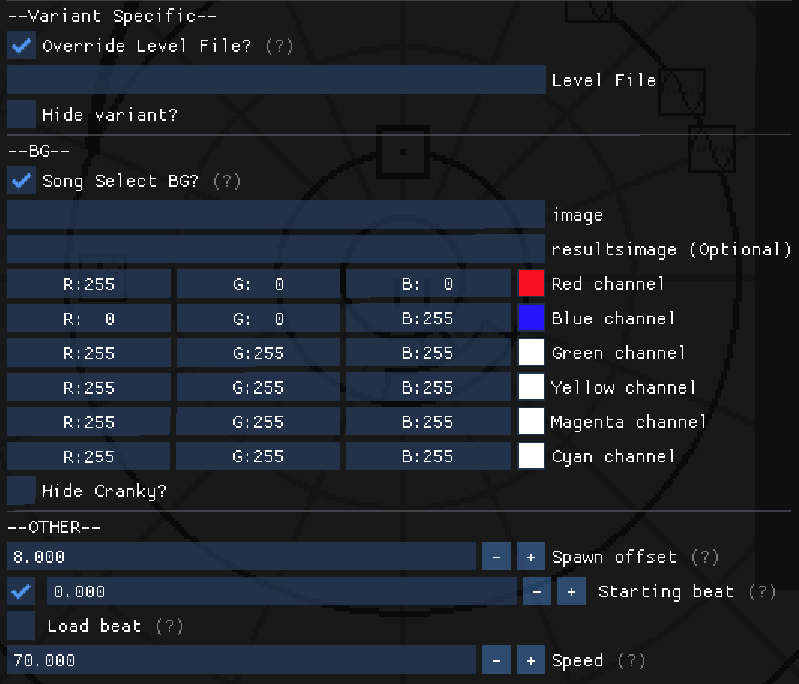 --Variant Specific--
Override Level File? (?)
Level File
Hide variant?
--BG--
Song Select BG? (?)
image
resultsimage (Optional)
R:255 G: 0 B: 0 Red channel
R: 0 G: 0 B:255 Blue channel
R:255 G:255 B:255 Green channel
R:255 G:255 B:255 Yellow channel
R:255 G:255 B:255 Magenta channel
R:255 G:255 B:255 Cyan channel
Hide Cranky?
--OTHER--
8.000 - + Spawn offset (?)
0.000 - + Starting beat (?)
Load beat (?)
70.000 - + Speed (?)